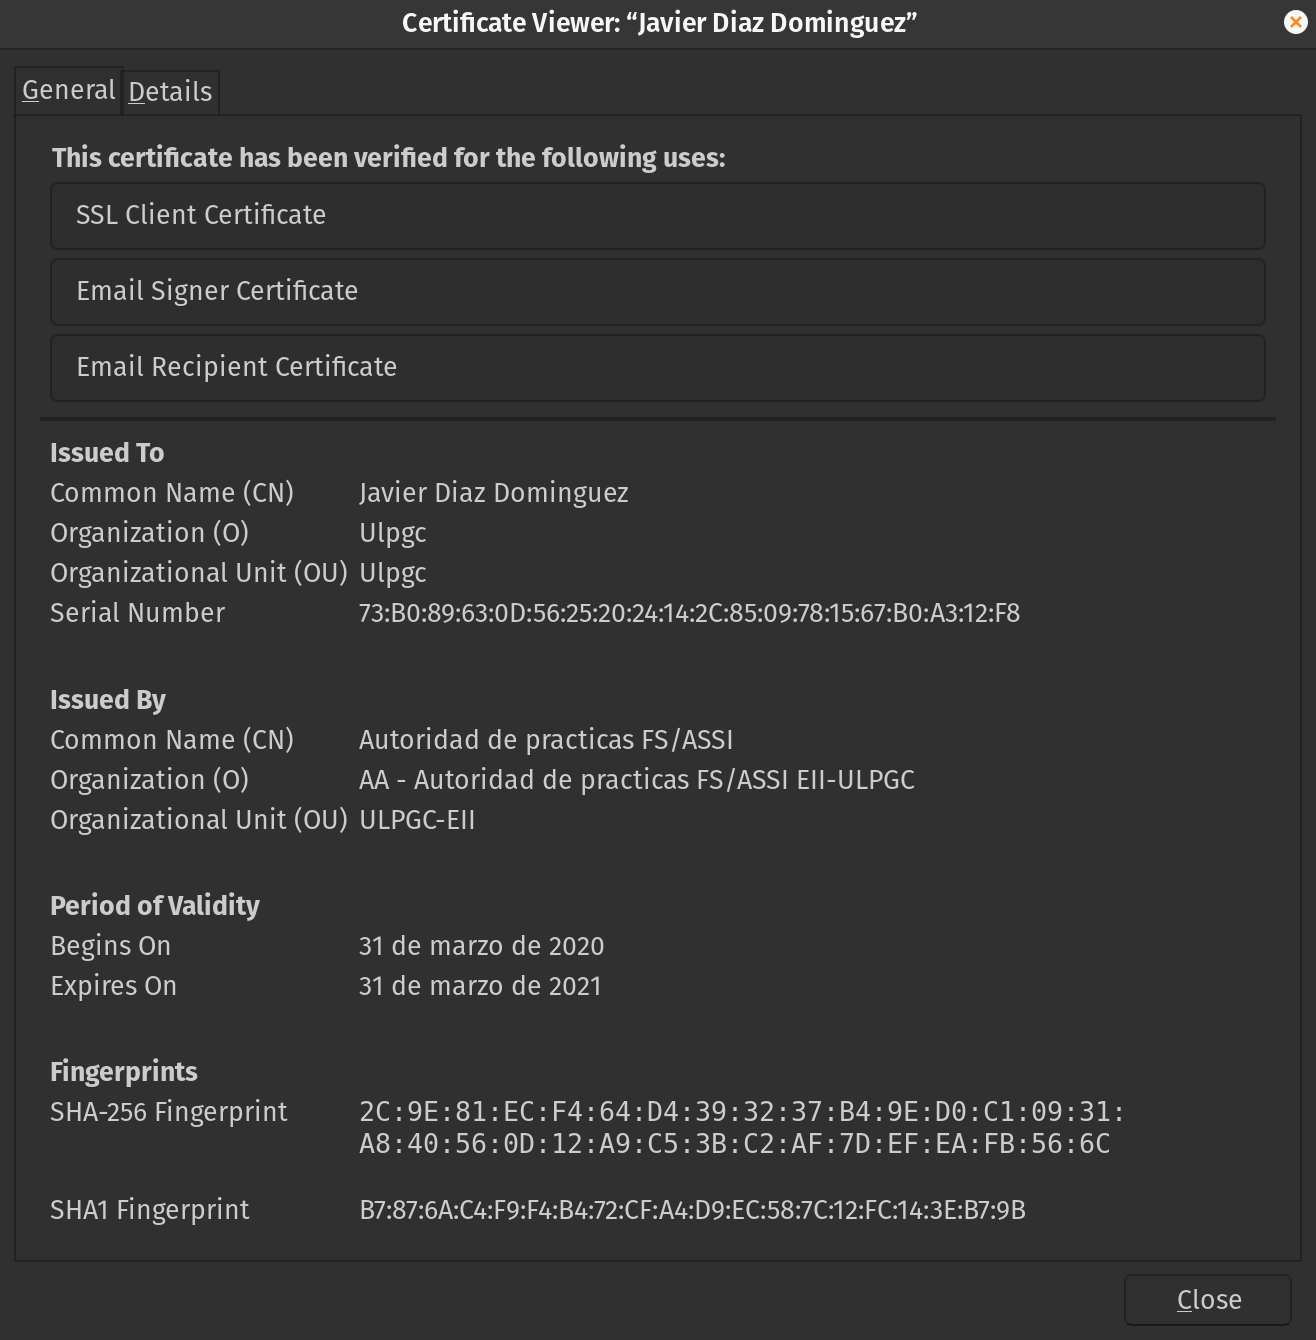 Certificate Viewer: “Javier Diaz Dominguez”
General Details
This certificate has been verified for the following uses:
SSL Client Certificate
Email Signer Certificate
Email Recipient Certificate
Issued To
Common Name (CN) Javier Diaz Dominguez
Organization (O) Ulpgc
Organizational Unit (OU) Ulpgc
Serial Number 73:B0:89:63:0D:56:25:20:24:14:2C:85:09:78:15:67:B0:A3:12:F8
Issued By
Common Name (CN) Autoridad de practicas FS/ASSI
Organization (O) AA - Autoridad de practicas FS/ASSI EII-ULPGC
Organizational Unit (OU) ULPGC-EII
Period of Validity
Begins On 31 de marzo de 2020
Expires On 31 de marzo de 2021
Fingerprints
SHA-256 Fingerprint 2C:9E:81:EC:F4:64:D4:39:32:37:B4:9E:D0:C1:09:31:
A8:40:56:0D:12:A9:C5:3B:C2:AF:7D:EF:EA:FB:56:6C
SHA1 Fingerprint B7:87:6A:C4:F9:F4:B4:72:CF:A4:D9:EC:58:7C:12:FC:14:3E:B7:9B
Close